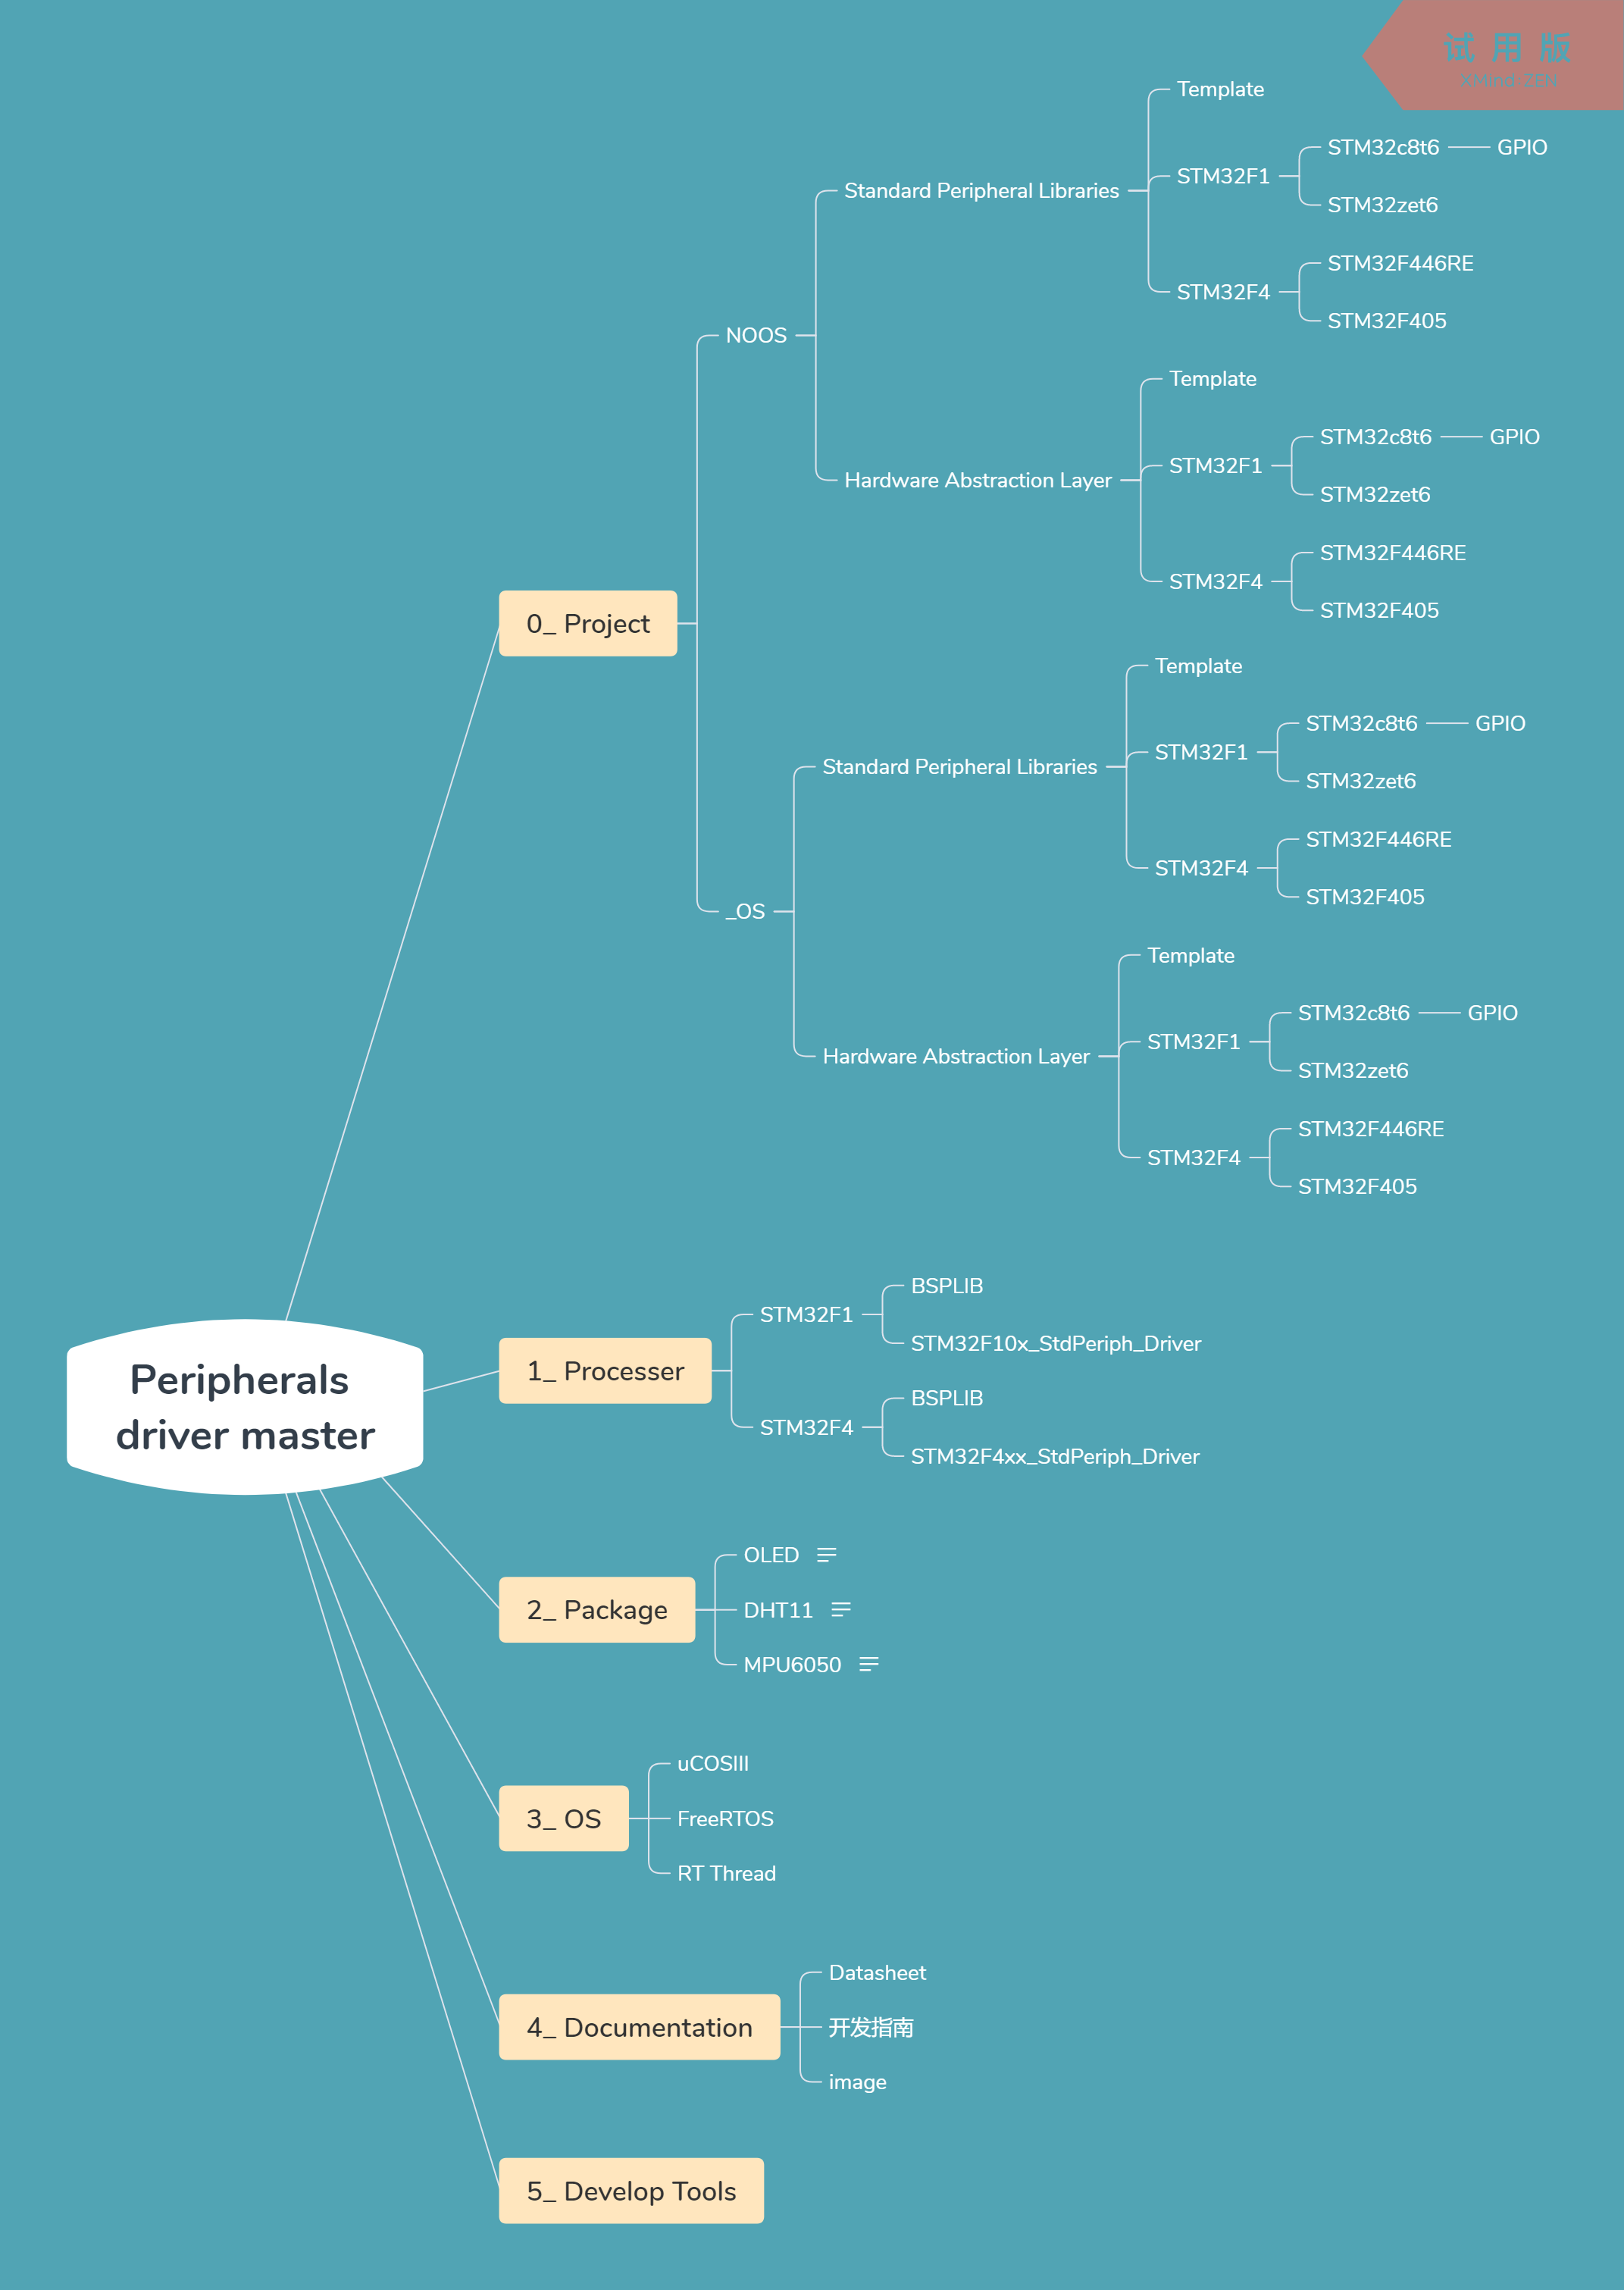 试用版
XMind:ZEN
Peripherals
driver master
0_ Project
NOOS
Standard Peripheral Libraries
Template
STM32F1
STM32c8t6
GPIO
STM32zet6
STM32F4
STM32F446RE
STM32F405
Hardware Abstraction Layer
Template
STM32F1
STM32c8t6
GPIO
STM32zet6
STM32F4
STM32F446RE
STM32F405
_OS
Standard Peripheral Libraries
Template
STM32F1
STM32c8t6
GPIO
STM32zet6
STM32F4
STM32F446RE
STM32F405
Hardware Abstraction Layer
Template
STM32F1
STM32c8t6
GPIO
STM32zet6
STM32F4
STM32F446RE
STM32F405
1_ Processer
STM32F1
BSPLIB
STM32F10x_StdPeriph_Driver
STM32F4
BSPLIB
STM32F4xx_StdPeriph_Driver
2_ Package
OLED
DHT11
MPU6050
3_ OS
uCOSIII
FreeRTOS
RT Thread
4_ Documentation
Datasheet
开发指南
image
5_ Develop Tools